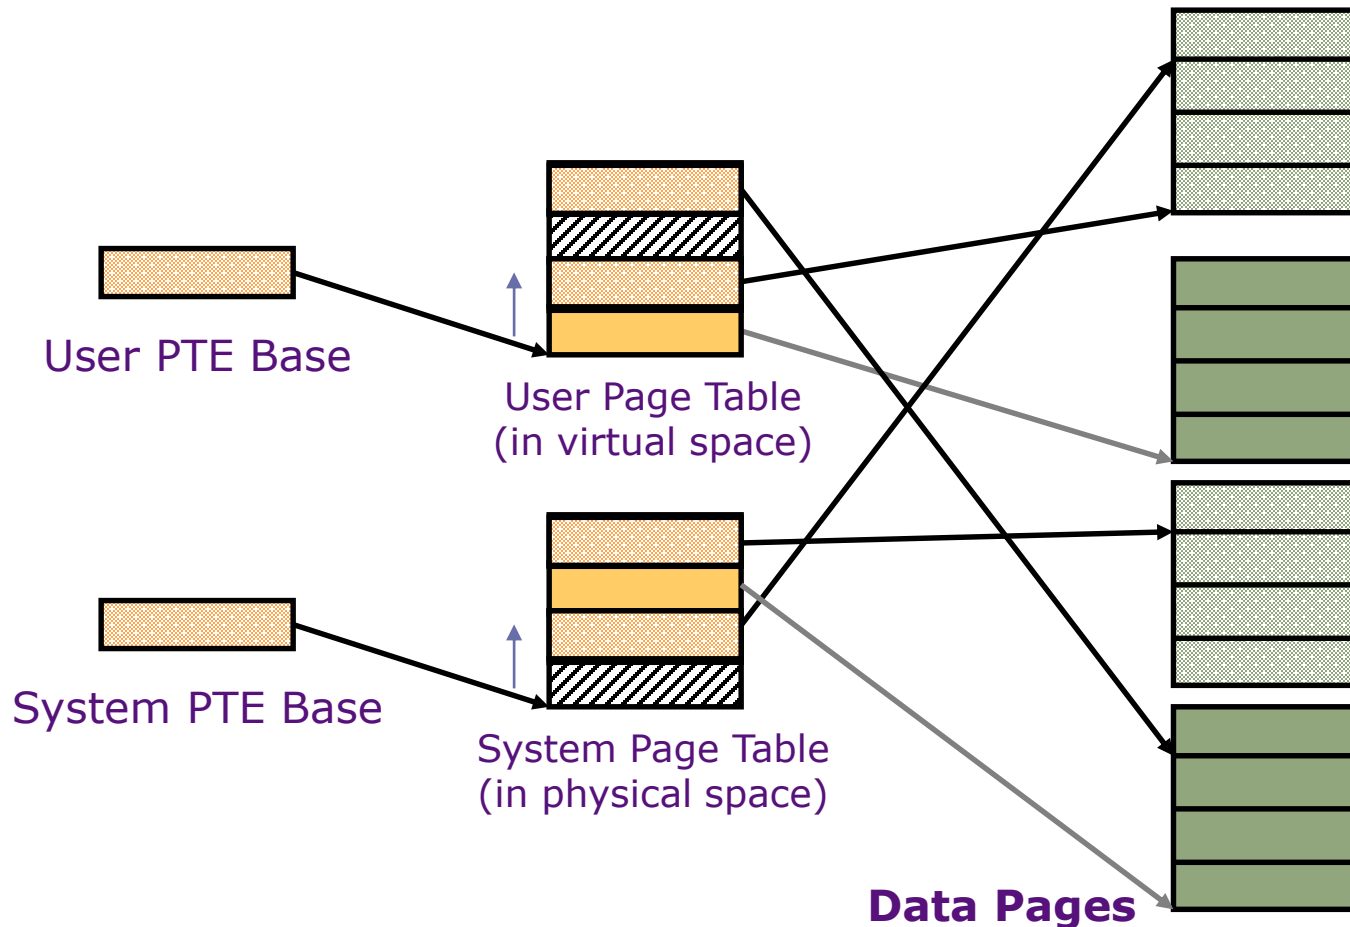 User PTE Base
User Page Table
(in virtual space)
System PTE Base
System Page Table
(in physical space)
Data Pages